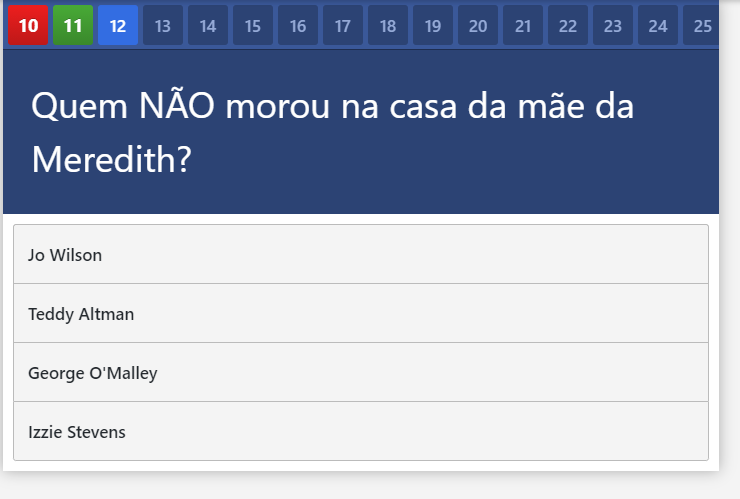 10 11 12 13 14 15 16 17 18 19 20 21 22 23 24 25
Quem NÃO morou na casa da mãe da
Meredith?
Jo Wilson
Teddy Altman
George O'Malley
Izzie Stevens